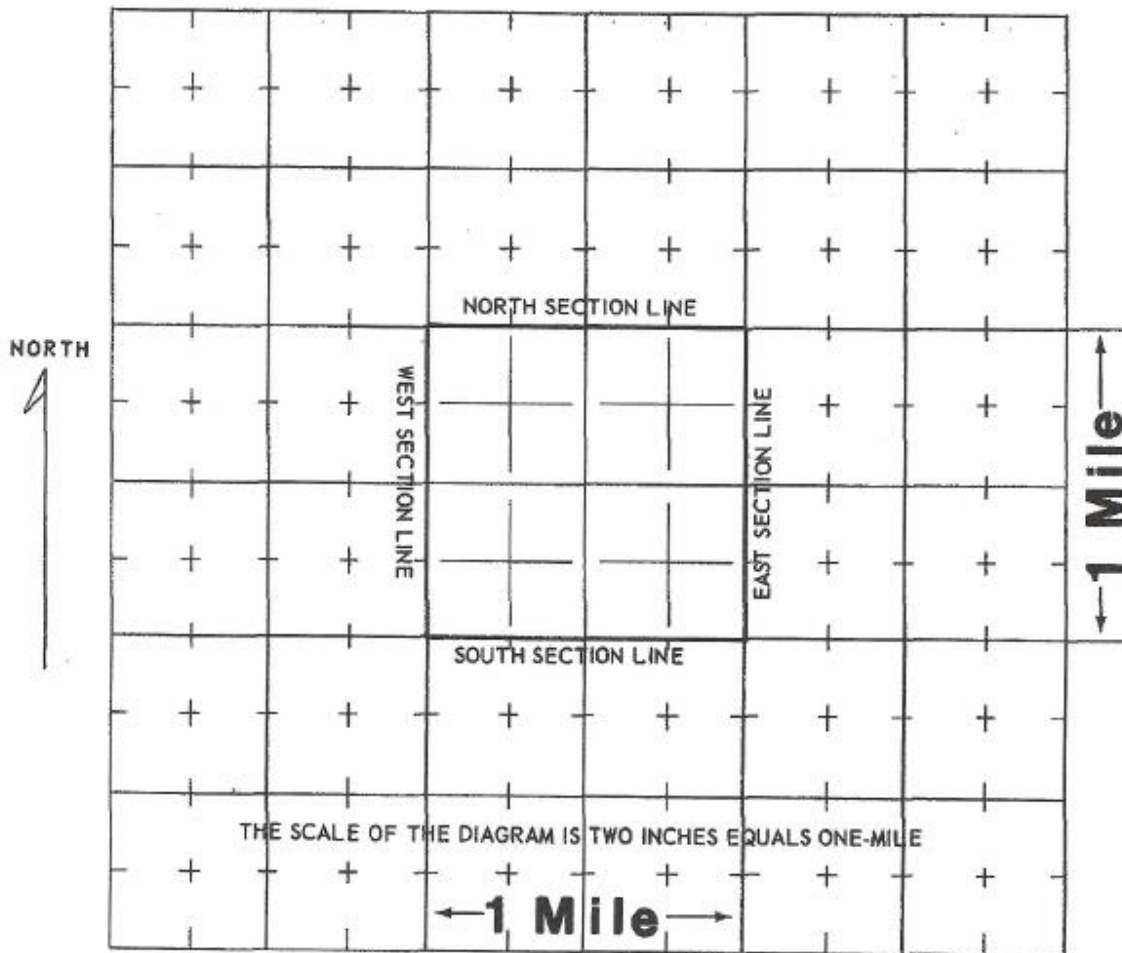 NORTH SECTION LINE
NORTH
WEST SECTION LINE
EAST SECTION LINE
1 Mile
SOUTH SECTION LINE
THE SCALE OF THE DIAGRAM IS TWO INCHES EQUALS ONE-MILE
1 Mile